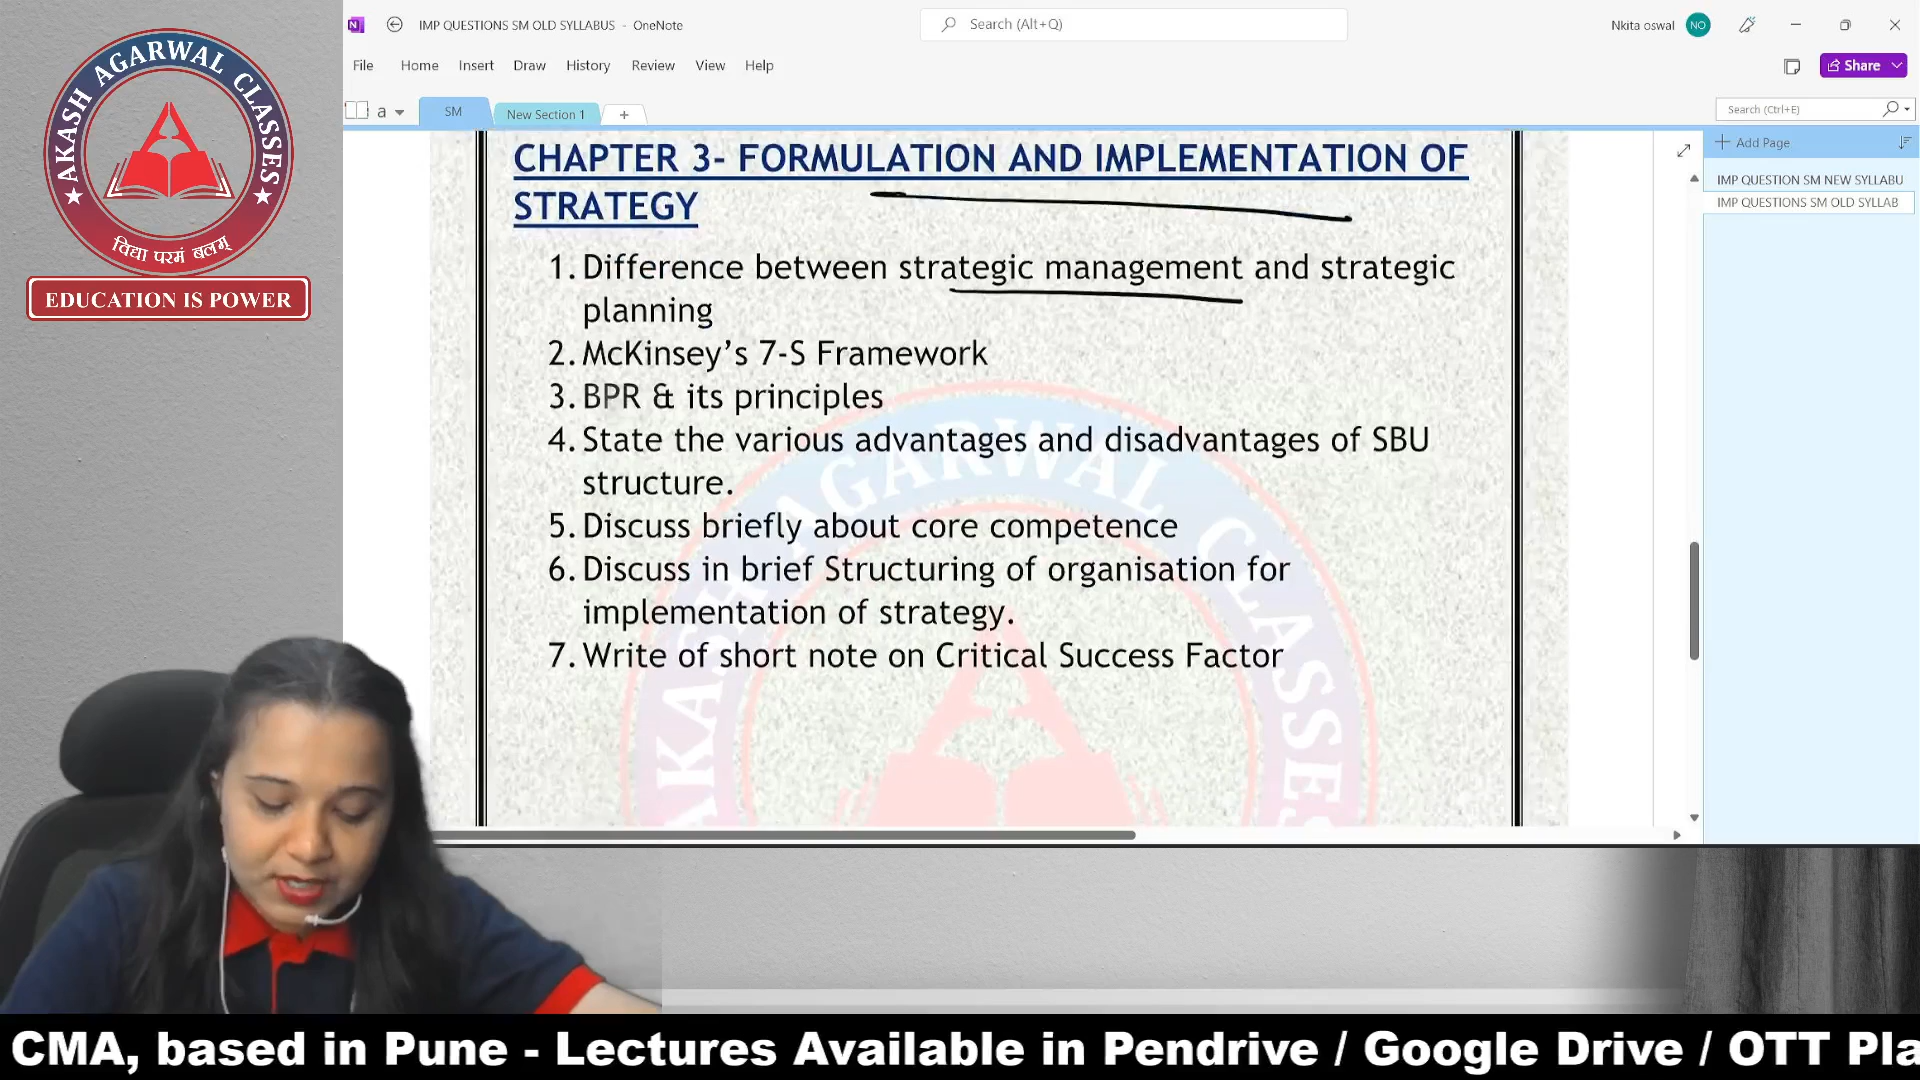 AKASH AGARWAL CLASSES
विद्या परमं बलम्
EDUCATION IS POWER
IMP QUESTIONS SM OLD SYLLABUS - OneNote
Search (Alt+Q)
Nkita oswal NO
File Home Insert Draw History Review View Help
Share
a
SM New Section 1
Search (Ctrl+E)
Add Page
IMP QUESTION SM NEW SYLLABU
IMP QUESTIONS SM OLD SYLLAB
CHAPTER 3- FORMULATION AND IMPLEMENTATION OF
STRATEGY
1. Difference between strategic management and strategic
planning
2. McKinsey’s 7-S Framework
3. BPR & its principles
4. State the various advantages and disadvantages of SBU
structure.
5. Discuss briefly about core competence
6. Discuss in brief Structuring of organisation for
implementation of strategy.
7. Write of short note on Critical Success Factor
AKASH AGARWAL CLASSES
CMA, based in Pune - Lectures Available in Pendrive / Google Drive / OTT Pla